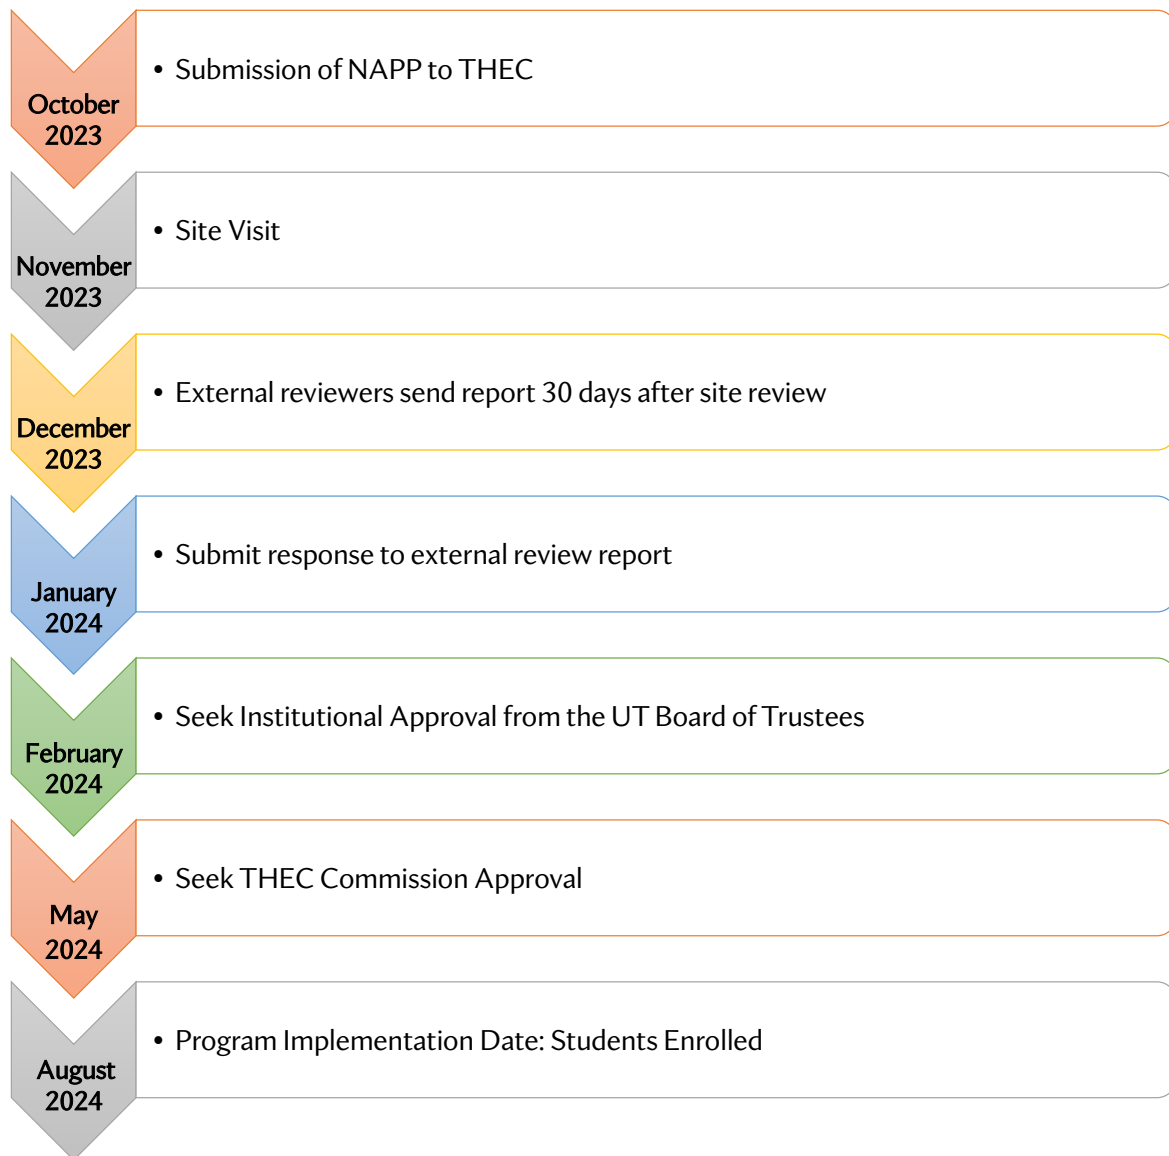 October
2023
• Submission of NAPP to THEC
November
2023
• Site Visit
December
2023
• External reviewers send report 30 days after site review
January
2024
• Submit response to external review report
February
2024
• Seek Institutional Approval from the UT Board of Trustees
May
2024
• Seek THEC Commission Approval
August
2024
• Program Implementation Date: Students Enrolled